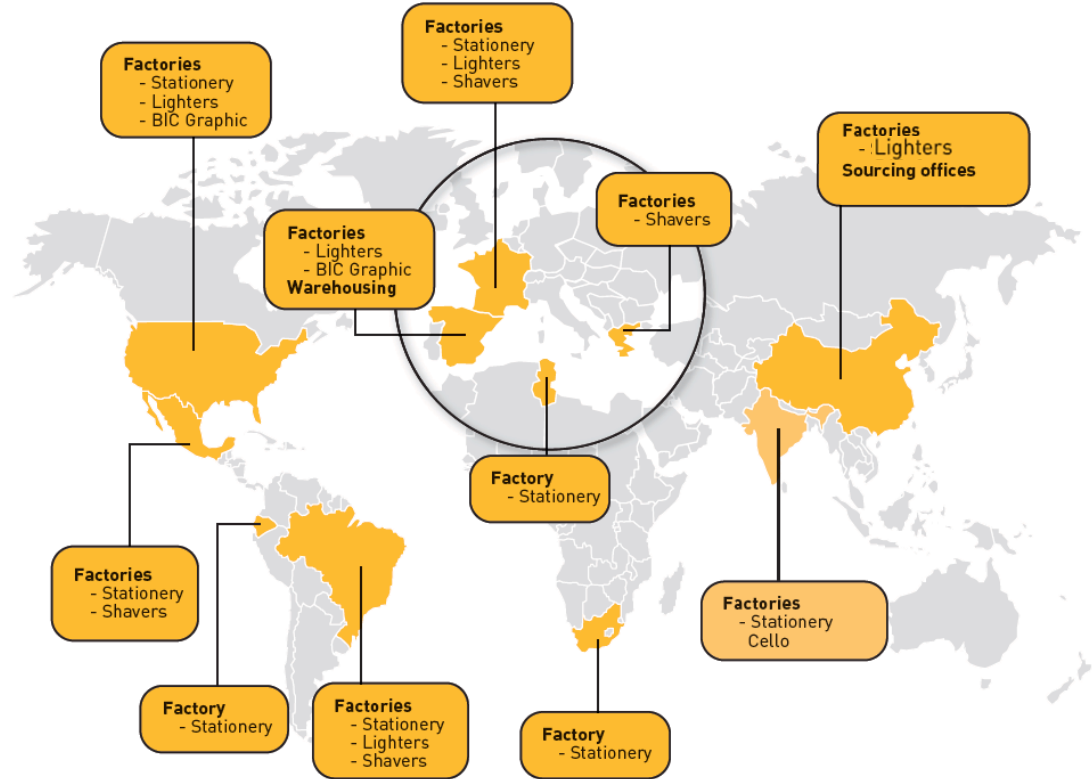 Factories
- Stationery
- Lighters
- Shavers
Factories
- Stationery
- Lighters
- BIC Graphic
Factories
- Lighters
Sourcing offices
Factories
- Shavers
Factories
- Lighters
- BIC Graphic
Warehousing
Factory
- Stationery
Factories
- Stationery
- Shavers
Factories
- Stationery
Cello
Factory
- Stationery
Factories
- Stationery
- Lighters
- Shavers
Factory
- Stationery